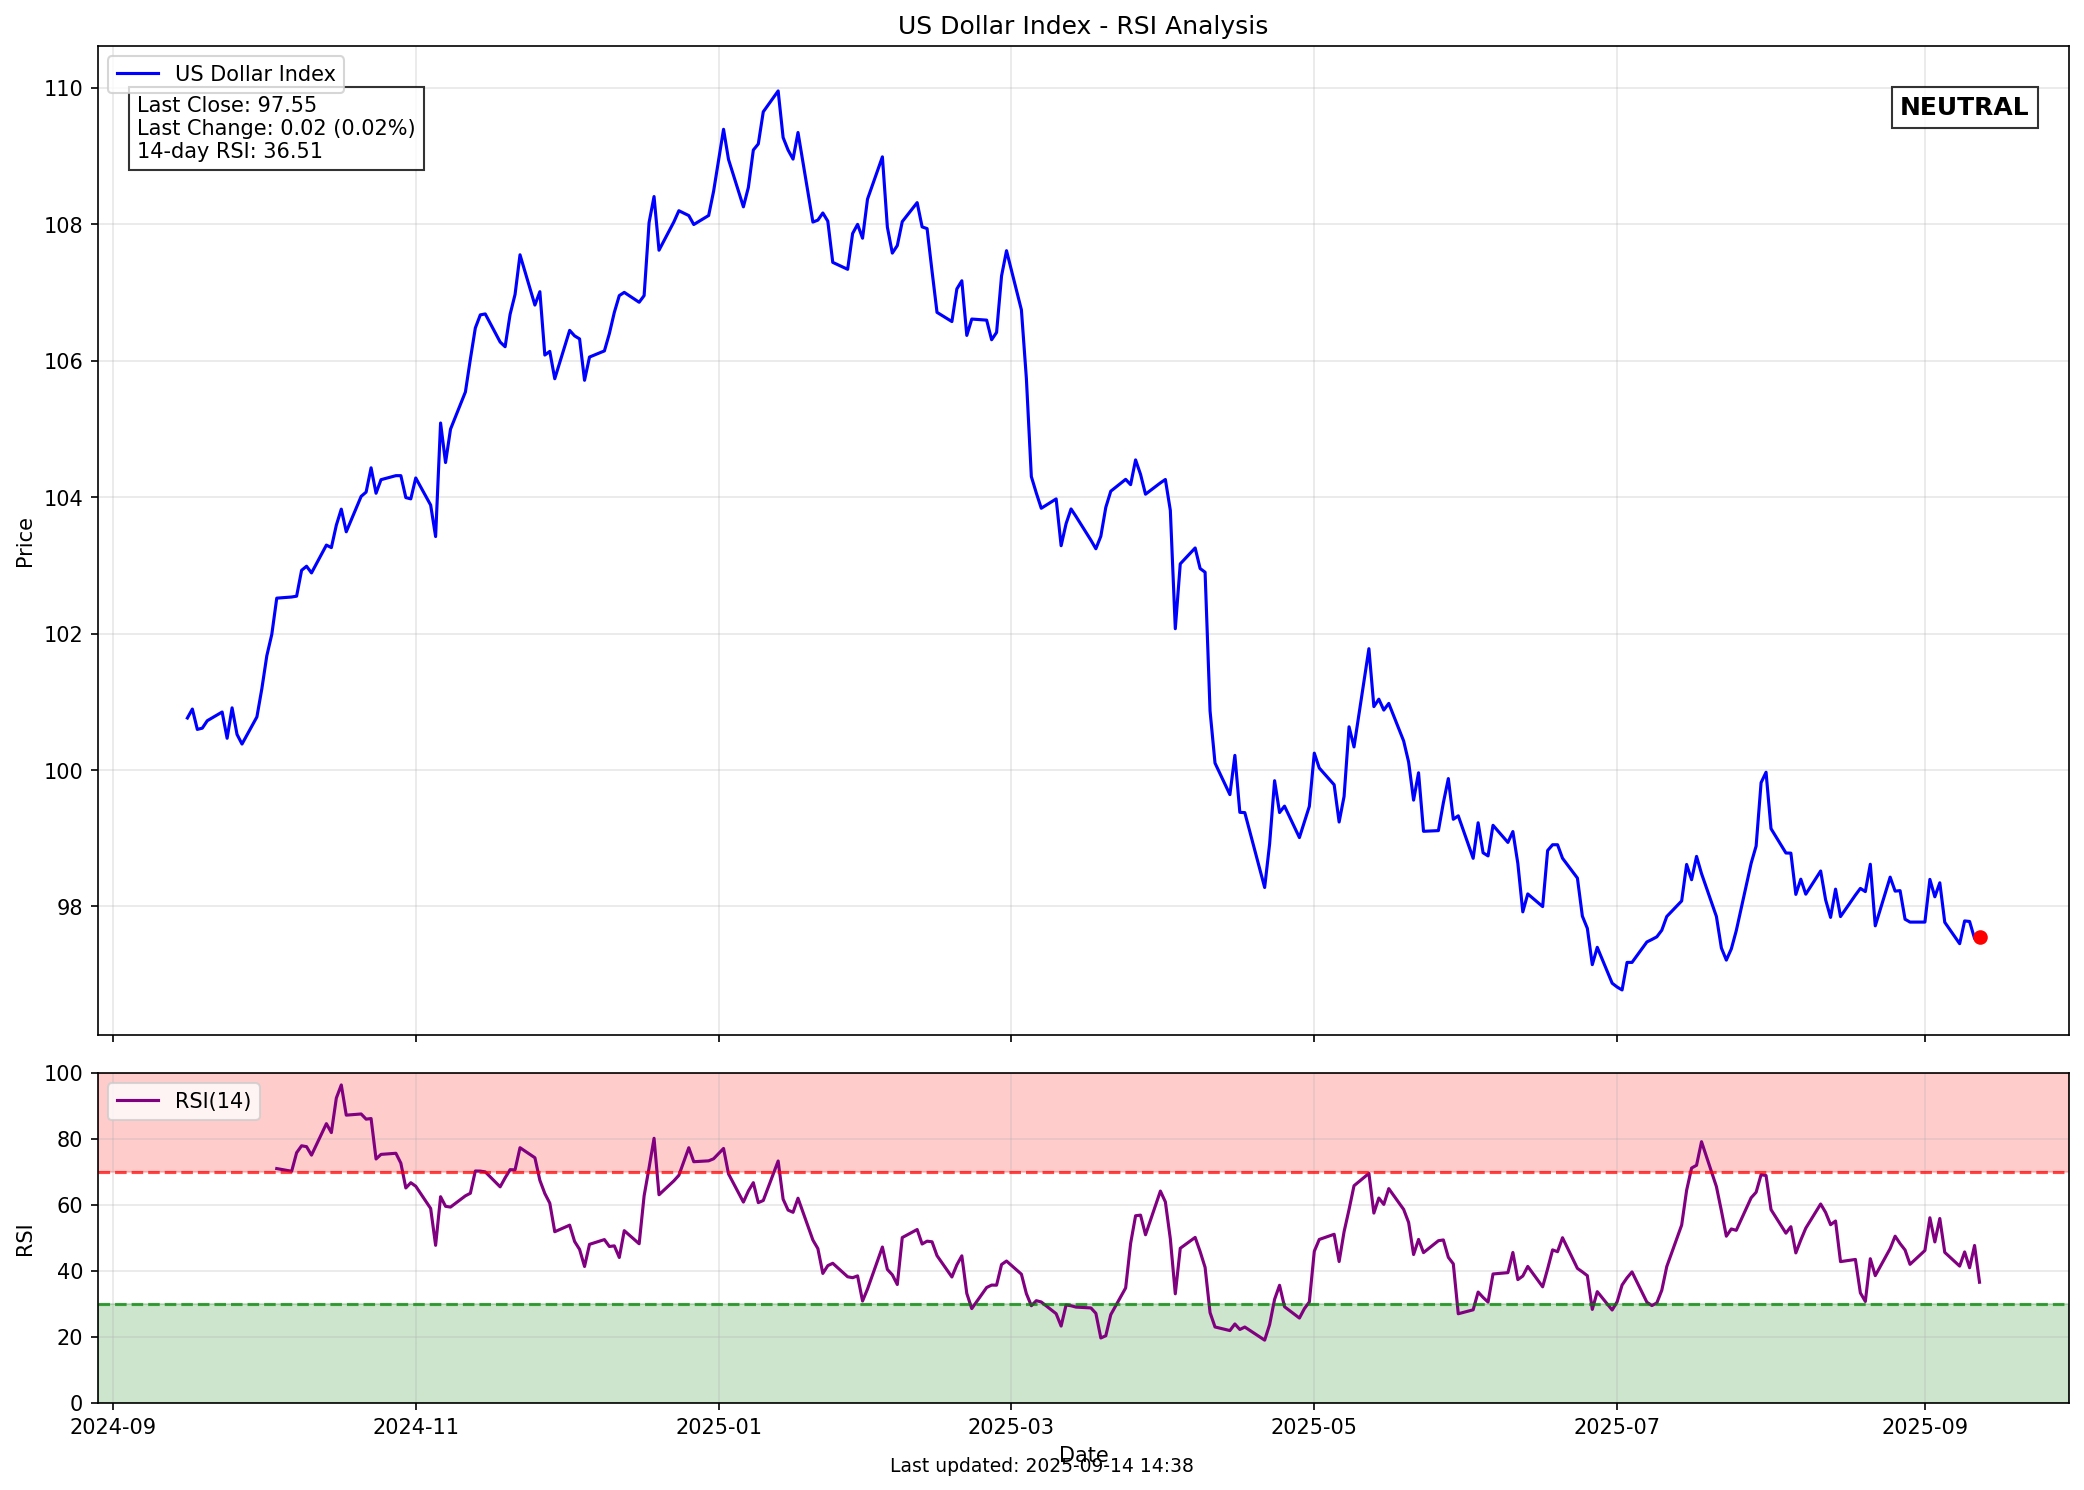 US Dollar Index - RSI Analysis
US Dollar Index
Last Close: 97.55
Last Change: 0.02 (0.02%)
14-day RSI: 36.51
NEUTRAL
Price
110
108
106
104
102
100
98
RSI(14)
RSI
100
80
60
40
20
0
2024-09 2024-11 2025-01 2025-03 2025-05 2025-07 2025-09
Date
Last updated: 2025-09-14 14:38